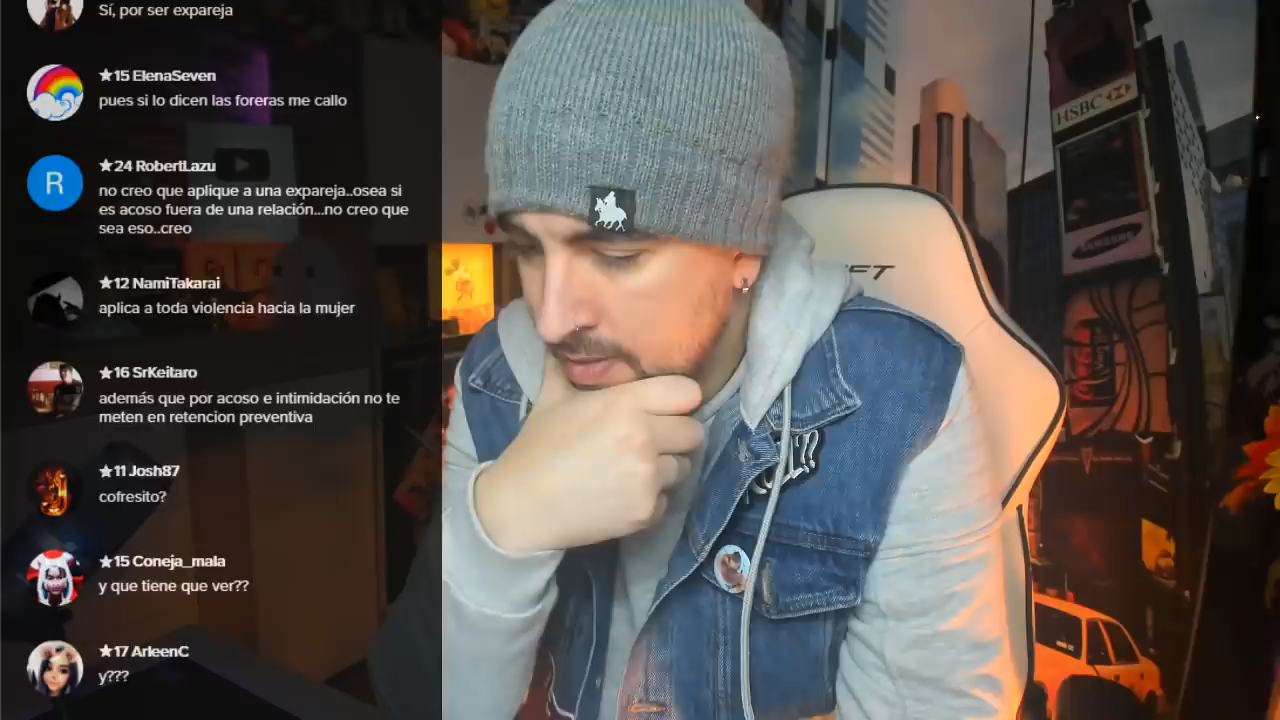 Sí, por ser expareja
★15 ElenaSeven
pues si lo dicen las foreras me callo
R
★24 RobertLazu
no creo que aplique a una expareja..osea si
es acoso fuera de una relación...no creo que
sea eso..creo
★12 NamiTakarai
aplica a toda violencia hacia la mujer
★16 SrKeitaro
además que por acoso e intimidación no te
meten en retencion preventiva
★11 Josh87
cofresito?
★15 Coneja_mala
y que tiene que ver??
★17 ArleenC
y???
HSBC
SAMSUNG